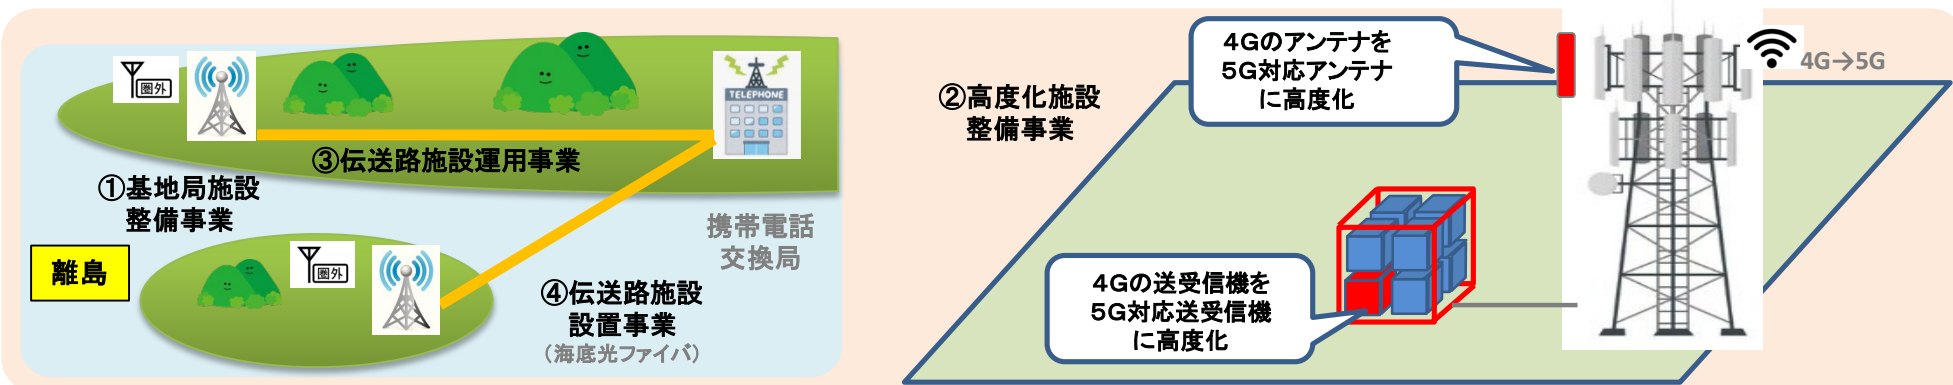 圏外
TELEPHONE
③伝送路施設運用事業
①基地局施設
整備事業
携帯電話
交換局
離島
圏外
④伝送路施設
設置事業
（海底光ファイバ）
②高度化施設
整備事業
4Gのアンテナを
5G対応アンテナ
に高度化
4G→5G
4Gの送受信機を
5G対応送受信機
に高度化